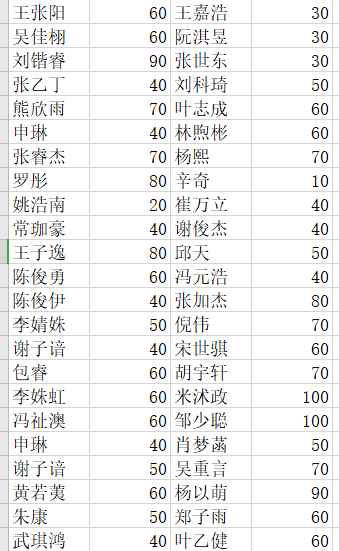 王张阳 60 王嘉浩 30
吴佳栩 60 阮淇昱 30
刘锴睿 90 张世东 30
张乙丁 40 刘科琦 50
熊欣雨 70 叶志成 60
申琳 40 林煦彬 60
张睿杰 70 杨熙 70
罗彤 80 辛奇 10
姚浩南 20 崔万立 40
常珈豪 40 谢俊杰 40
王子逸 80 邱天 50
陈俊勇 60 冯元浩 40
陈俊伊 40 张加杰 80
李婧姝 50 倪伟 70
谢子谙 40 宋世骐 60
包睿 60 胡宇轩 70
李姝虹 60 米沭政 100
冯祉澳 60 邹少聪 100
申琳 40 肖梦菡 50
谢子谙 50 吴重言 70
黄若荑 60 杨以萌 90
朱康 50 郑子雨 60
武琪鸿 40 叶乙健 60